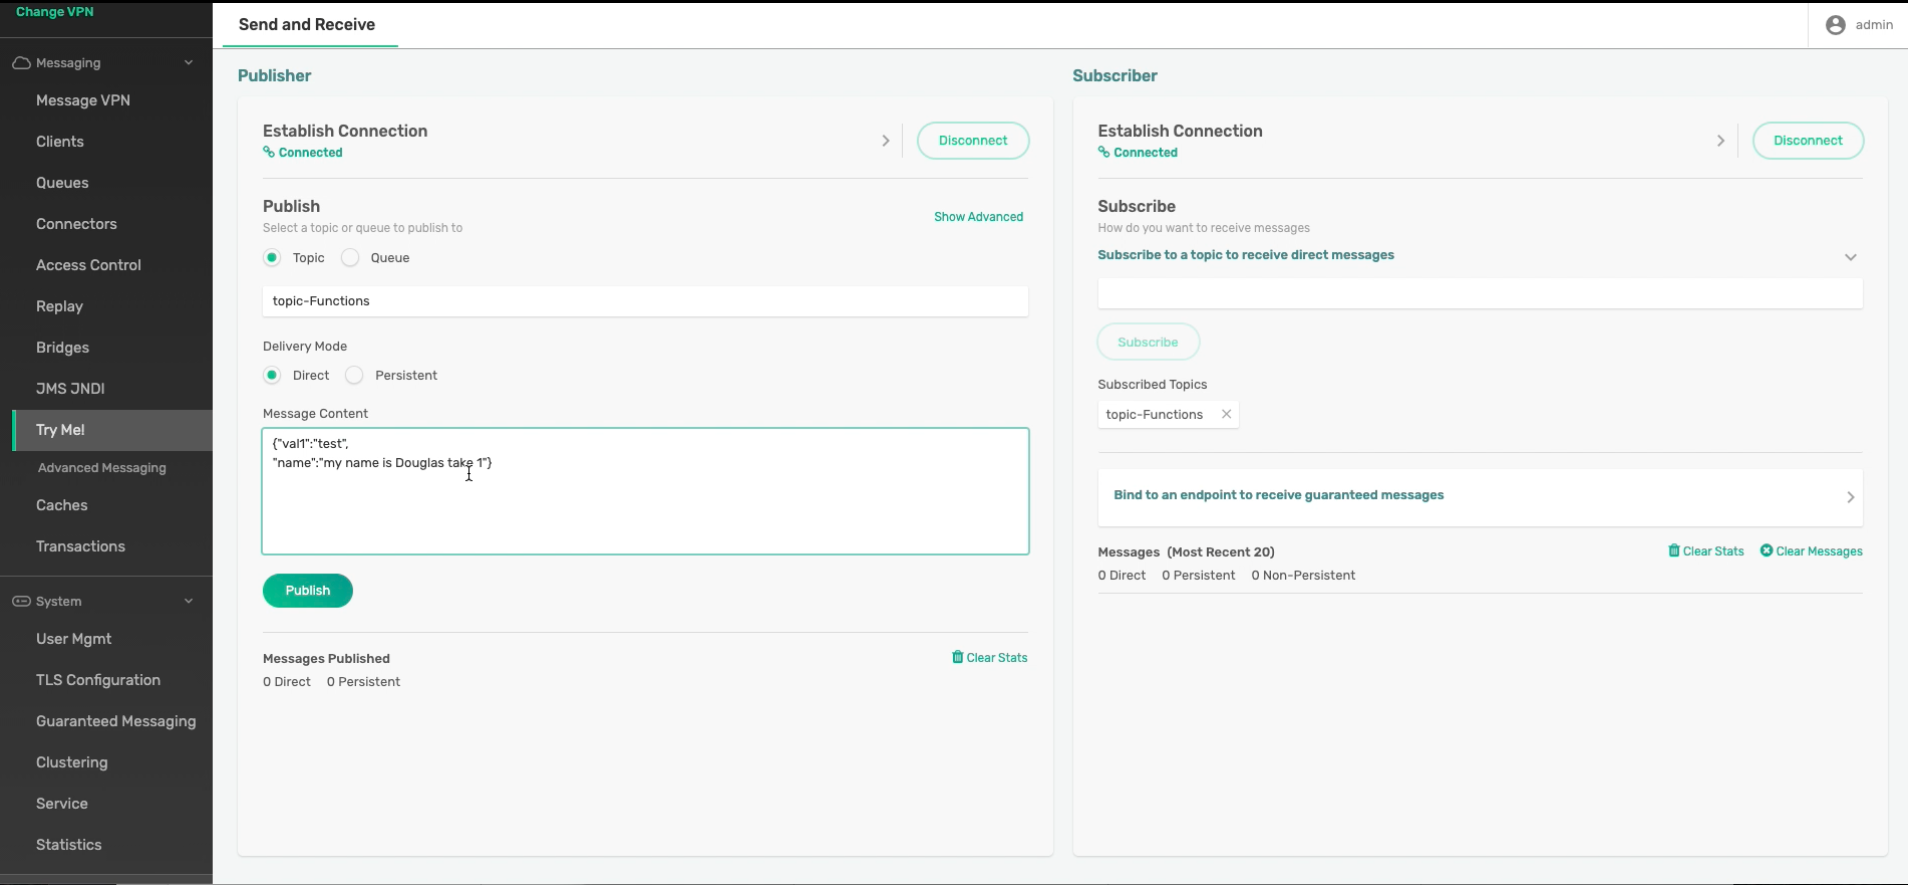 Change VPN
Messaging
Message VPN
Clients
Queues
Connectors
Access Control
Replay
Bridges
JMS JNDI
Try Me!
Advanced Messaging
Caches
Transactions
System
User Mgmt
TLS Configuration
Guaranteed Messaging
Clustering
Service
Statistics
Send and Receive
admin
Publisher
Establish Connection
Connected
Disconnect
Publish
Show Advanced
Select a topic or queue to publish to
Topic Queue
topic-Functions
Delivery Mode
Direct Persistent
Message Content
{"val1":"test",
"name":"my name is Douglas take 1"}
Publish
Messages Published
Clear Stats
0 Direct 0 Persistent
Subscriber
Establish Connection
Connected
Disconnect
Subscribe
How do you want to receive messages
Subscribe to a topic to receive direct messages
Subscribe
Subscribed Topics
topic-Functions
Bind to an endpoint to receive guaranteed messages
Messages (Most Recent 20)
Clear Stats Clear Messages
0 Direct 0 Persistent 0 Non-Persistent